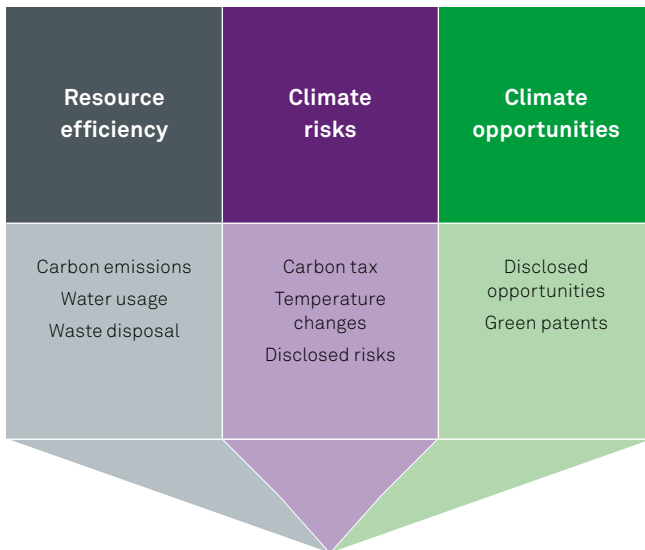 Resource
efficiency
Climate
risks
Climate
opportunities
Carbon emissions
Water usage
Waste disposal
Carbon tax
Temperature
changes
Disclosed risks
Disclosed
opportunities
Green patents